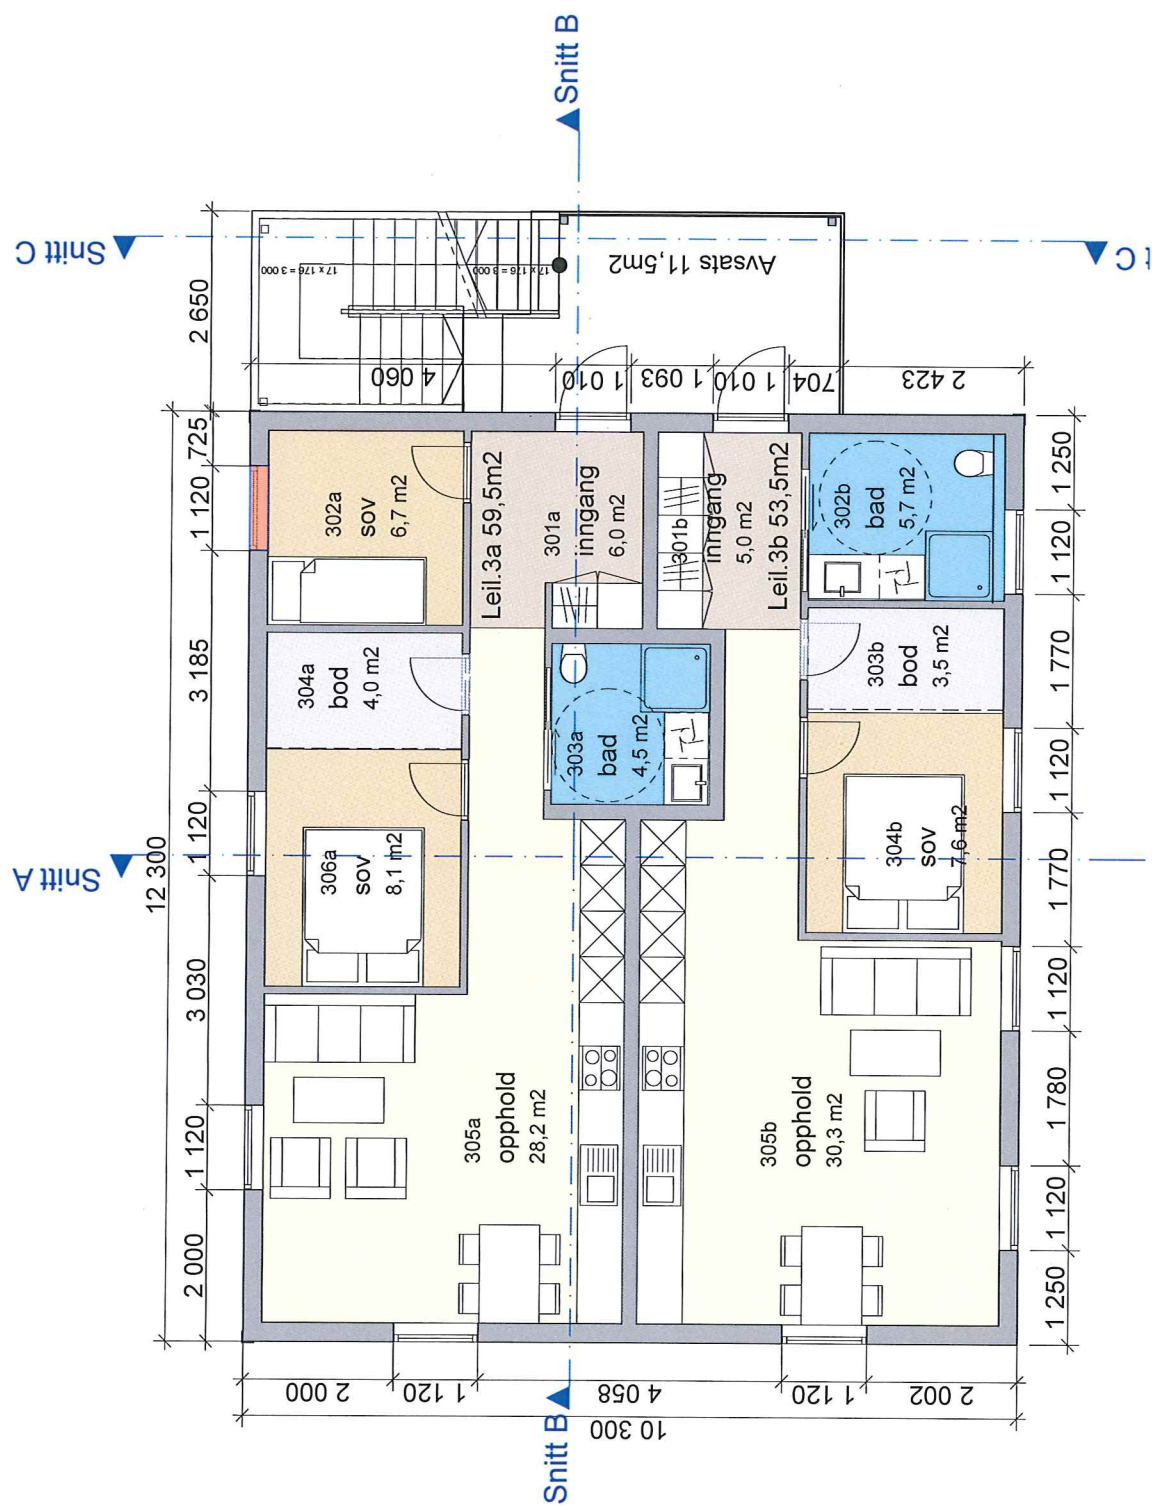 Snitt B
Snitt C
Snitt A
t C
Snitt B
2 650
12 300
725
1 120
3 185
1 120
3 030
1 120
2 000
4 060
1 010
1 093
1 010
704
2 423
17 x 176 = 3 000
17 x 176 = 3 000
Avsats 11,5m2
302a
sov
6,7 m2
Leil.3a 59,5m2
301a
inngang
6,0 m2
301b
inngang
5,0 m2
Leil.3b 53,5m2
302b
bad
5,7 m2
304a
bod
4,0 m2
303a
bad
4,5 m2
303b
bod
3,5 m2
306a
sov
8,1 m2
304b
sov
7,6 m2
305a
opphold
28,2 m2
305b
opphold
30,3 m2
1 250
1 120
1 770
1 120
1 770
1 120
1 780
1 120
1 250
2 000
1 120
4 058
1 120
2 002
10 300